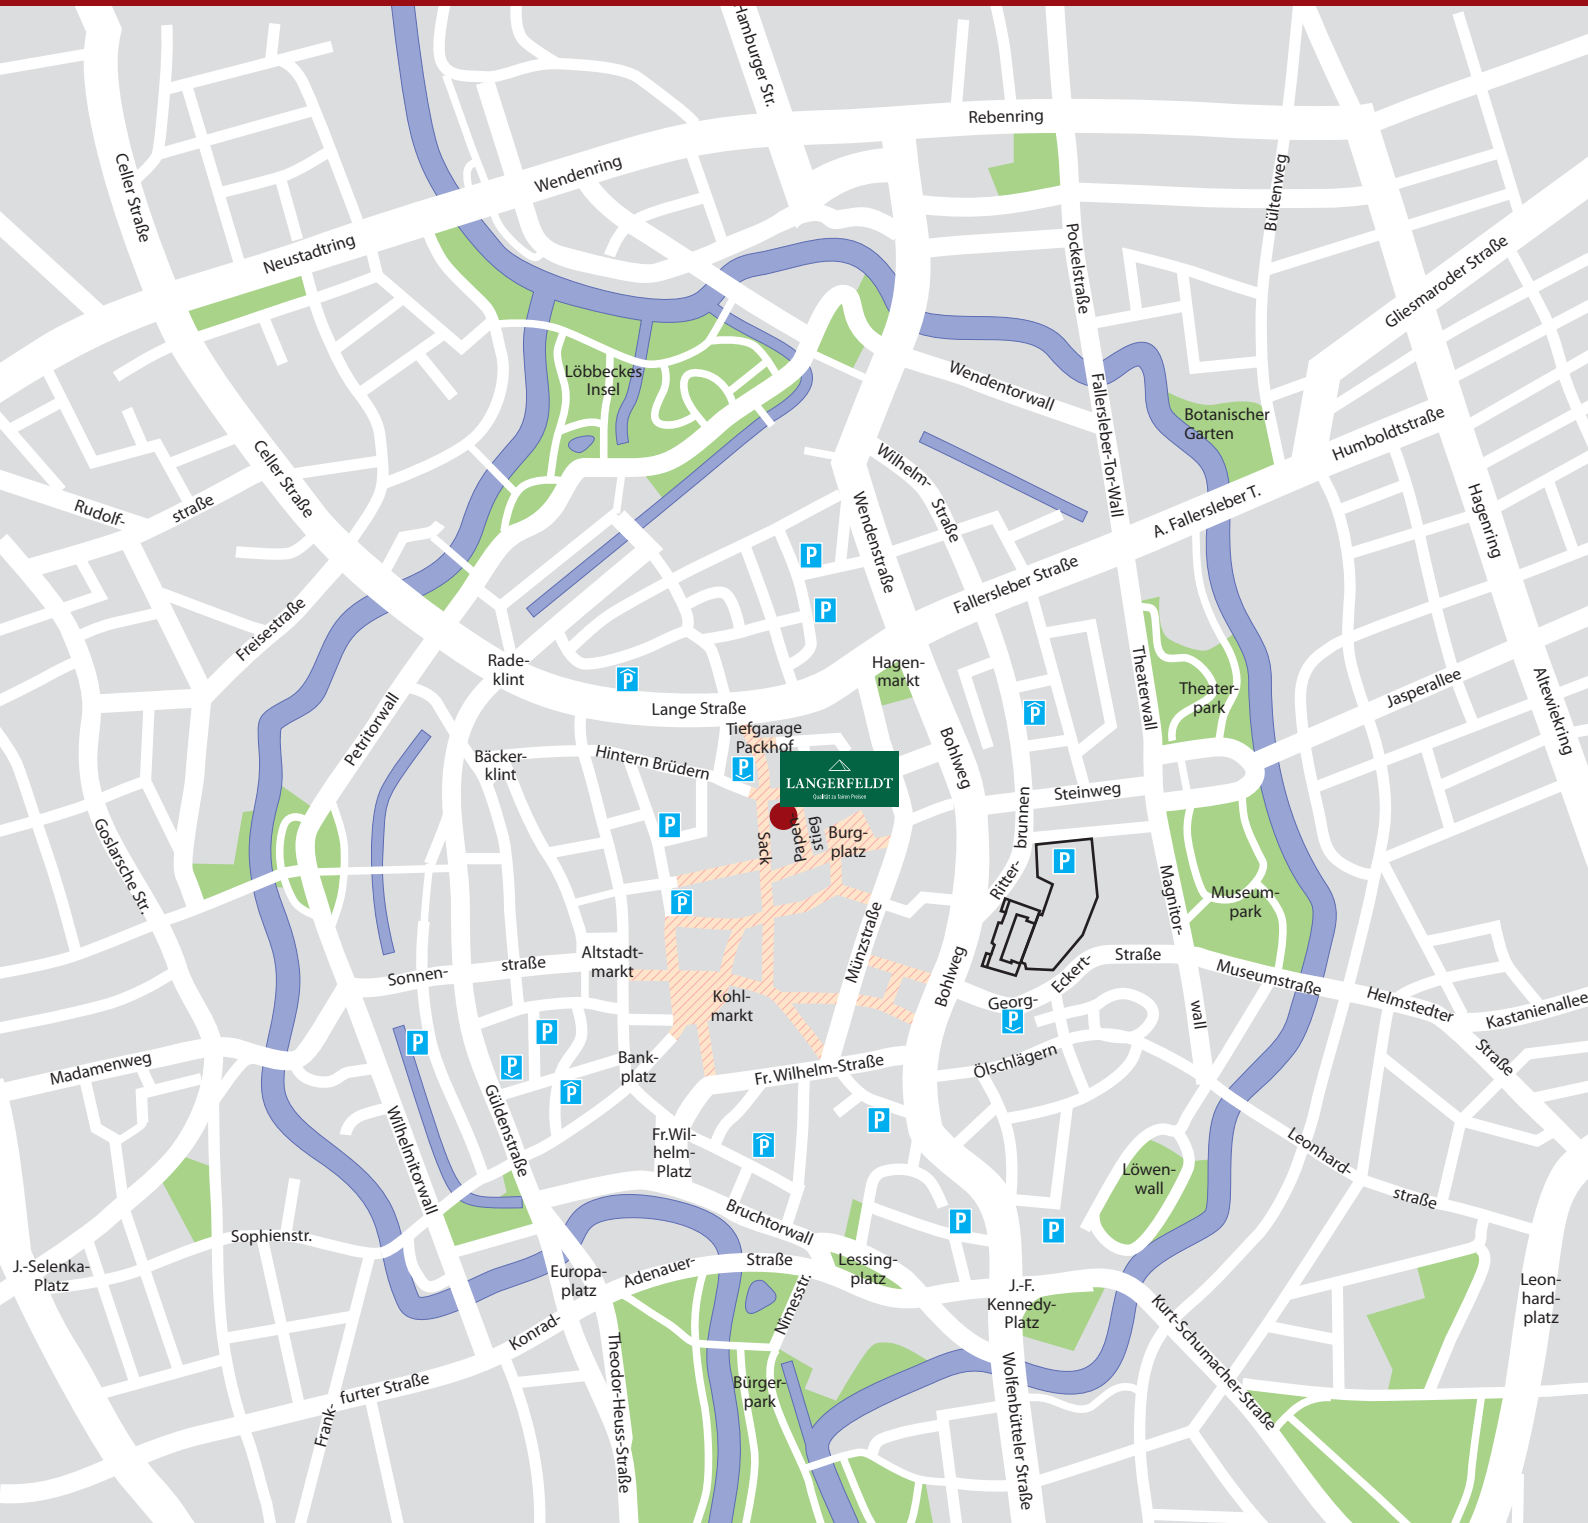 Hamburger Str.
Rebenring
Wendenring
Celler Straße
Neustadtring
Bültenweg
Pockelstraße
Gliesmaroder Straße
Löbbeckes
Insel
Wendentorwall
Fallersleber-Tor-Wall
Botanischer
Garten
Humboldtstraße
Celler Straße
Wilhelm-
Straße
Rudolf-
straße
Wendenstraße
A. Fallersleber T.
Hagenring
P
Fallersleber Straße
P
Freisestraße
Rade-
klint
P
Hagen-
markt
Theaterwall
Theater-
park
Jasperallee
Altewiekring
Petritorwall
Lange Straße
P
Tiefgarage
Packhof
P
Bäcker-
klint
Hintern Brüdern
Bohlweg
LANGERFELDT
Qualität zu fairen Preisen
Steinweg
Goslarsche Str.
P
Sack
Papen-
stieg
Burg-
platz
Ritter-
brunnen
P
Magnitor-
wall
Museum-
park
P
Münzstraße
Altstadt-
markt
Sonnen-
straße
Bohlweg
Georg-
Eckert-
Straße
Museumstraße
Helmstedter
Straße
Kastanienallee
Kohl-
markt
P
P
P
Madamenweg
P
Bank-
platz
Fr. Wilhelm-Straße
Ölschlägern
P
Güldenstraße
Wilhelmitorwall
P
Fr.Wil-
helm-
Platz
P
Leonhard-
straße
Löwen-
wall
Bruchtorwall
P
P
Sophienstr.
J.-Selenka-
Platz
Europa-
platz
Konrad-
Adenauer-
Straße
Lessing-
platz
J.-F.
Kennedy-
Platz
Leon-
hard-
platz
Nimesstr.
Kurt-Schumacher-Straße
Theodor-Heuss-Straße
Bürger-
park
Frank-
furter Straße
Wolfenbütteler Straße